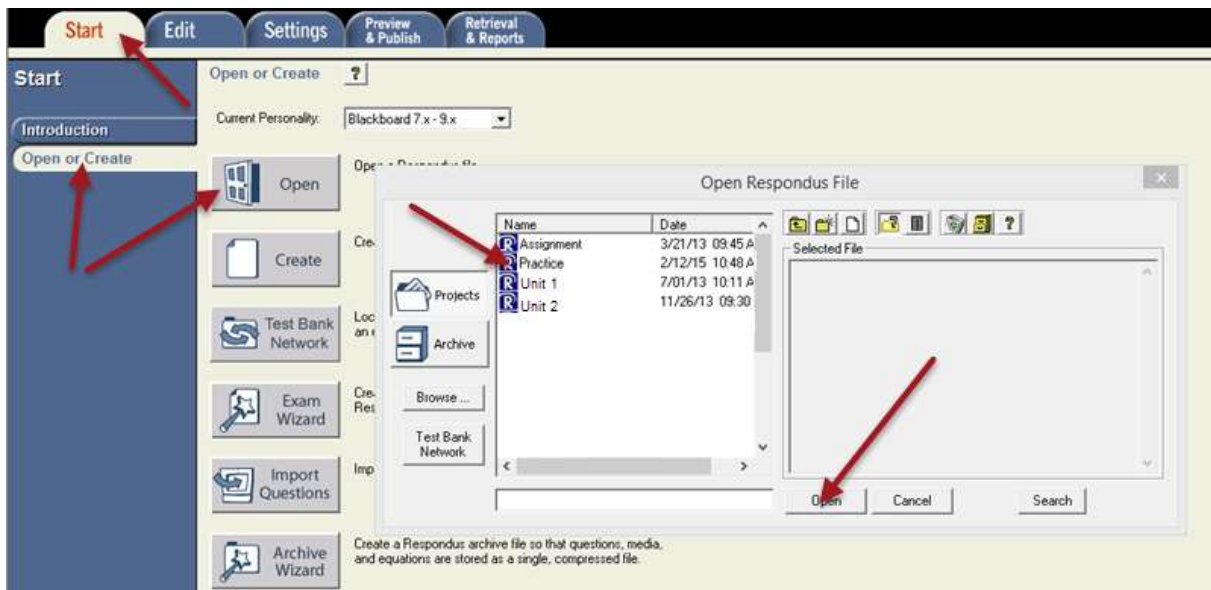 Start
Edit
Settings
Preview
& Publish
Retrieval
& Reports
Start
Introduction
Open or Create
Open or Create ?
Current Personality: Blackboard 7.x - 9.x
Open
Create
Test Bank
Network
Exam
Wizard
Import
Questions
Archive
Wizard
Create a Respondus archive file so that questions, media,
and equations are stored as a single, compressed file.
Open Respondus File
Projects
Archive
Browse ...
Test Bank
Network
Name Date
Assignment 3/21/13 09:45 A
Practice 2/12/15 10:48 A
Unit 1 7/01/13 10:11 A
Unit 2 11/26/13 09:30
?
Selected File
Open Cancel Search